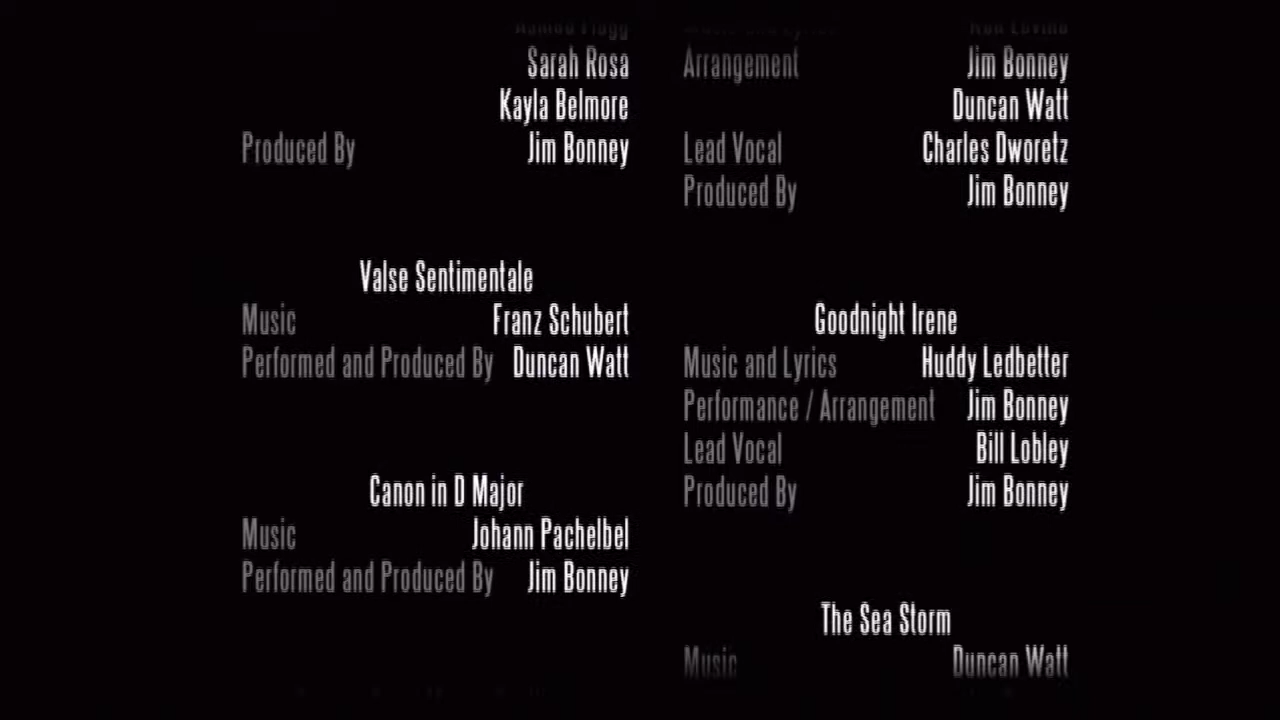 Sarah Rosa
Kayla Belmore
Produced By Jim Bonney
Valse Sentimentale
Music Franz Schubert
Performed and Produced By Duncan Watt
Canon in D Major
Music Johann Pachelbel
Performed and Produced By Jim Bonney
Arrangement Jim Bonney
Duncan Watt
Lead Vocal Charles Dworetz
Produced By Jim Bonney
Goodnight Irene
Music and Lyrics Huddy Ledbetter
Performance / Arrangement Jim Bonney
Lead Vocal Bill Lobley
Produced By Jim Bonney
The Sea Storm
Music Duncan Watt